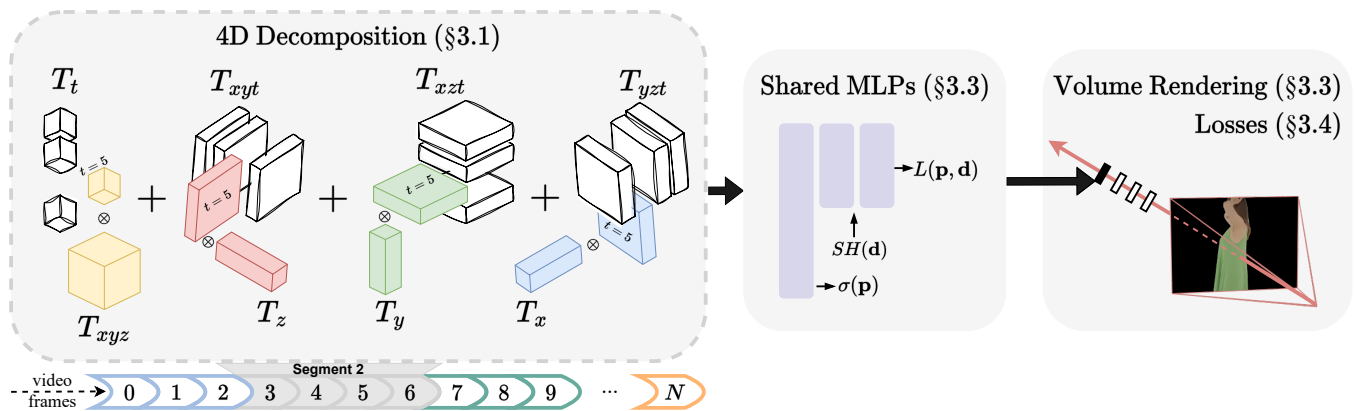 4D Decomposition (§3.1)
T_t
T_xyt
T_xzt
T_yzt
t = 5
t = 5
t = 5
t = 5
⊗
⊗
⊗
⊗
+
+
+
T_xyz
T_z
T_y
T_x
Shared MLPs (§3.3)
L(p, d)
SH(d)
σ(p)
Volume Rendering (§3.3)
Losses (§3.4)
Segment 2
video
frames
0 1 2 3 4 5 6 7 8 9 ... N